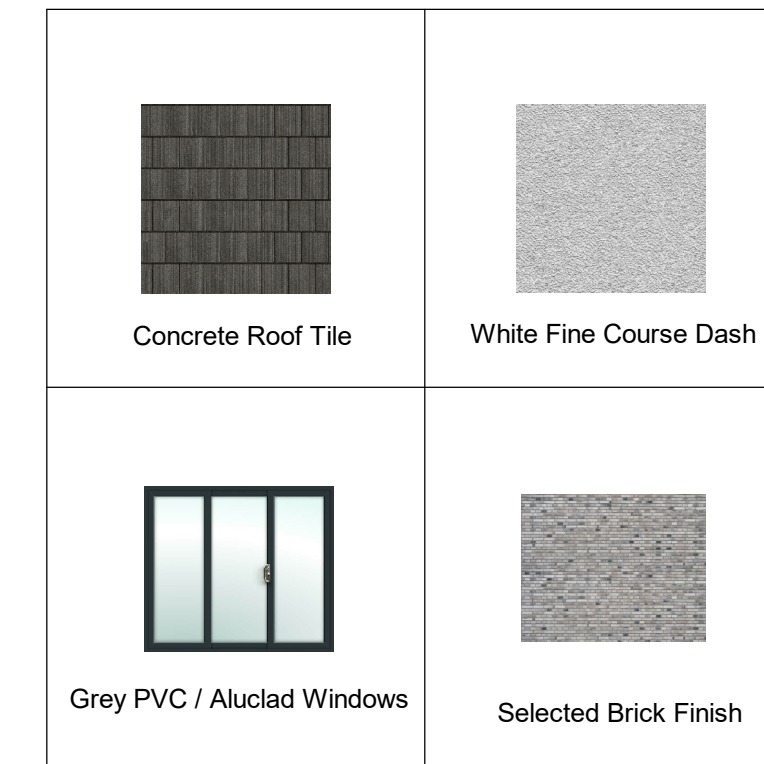 Concrete Roof Tile
White Fine Course Dash
Grey PVC / Aluclad Windows
Selected Brick Finish